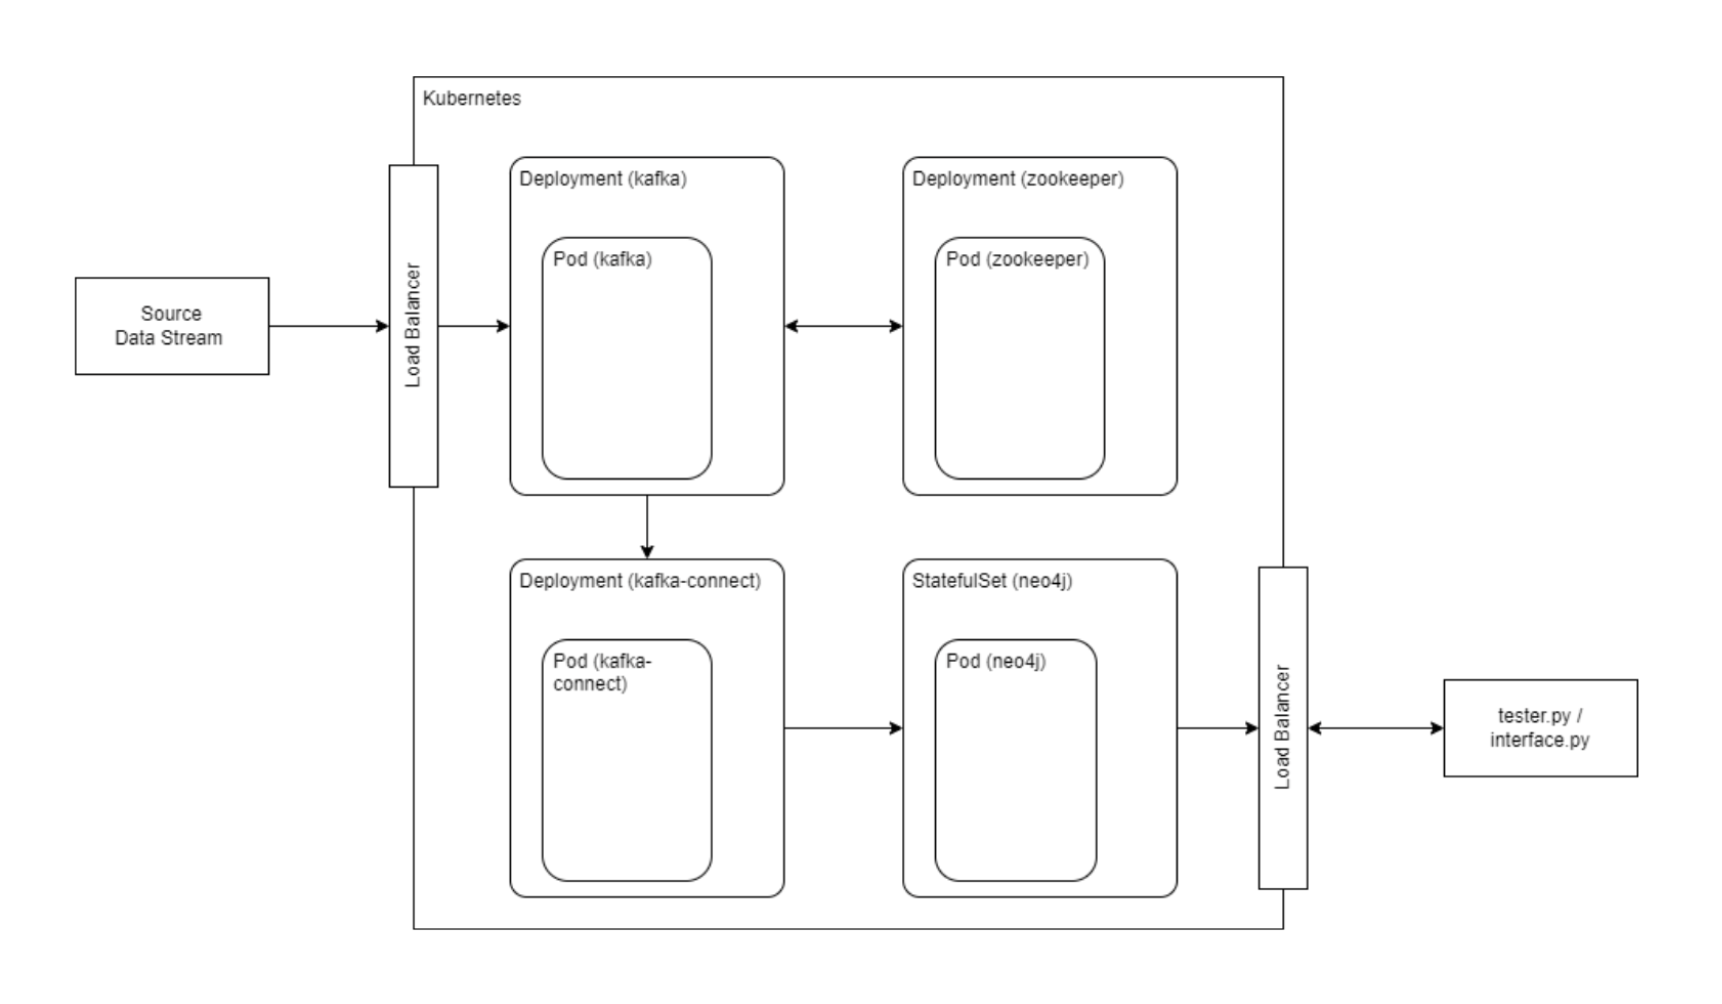 Kubernetes
Deployment (kafka)
Pod (kafka)
Deployment (zookeeper)
Pod (zookeeper)
Source
Data Stream
Load Balancer
Deployment (kafka-connect)
Pod (kafka-
connect)
StatefulSet (neo4j)
Pod (neo4j)
Load Balancer
tester.py /
interface.py